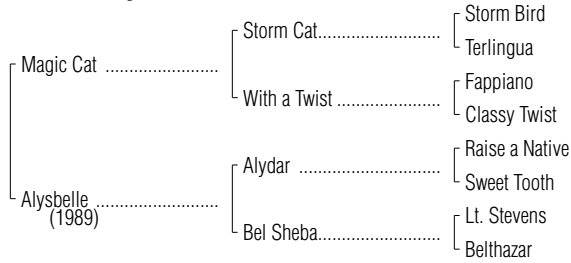 Storm Bird
Storm Cat..............................
Terlingua
Magic Cat ...........................
Fappiano
With a Twist .........................
Classy Twist
Raise a Native
Alydar ..................................
Sweet Tooth
Alysbelle .............................
(1989)
Lt. Stevens
Bel Sheba.............................
Belthazar